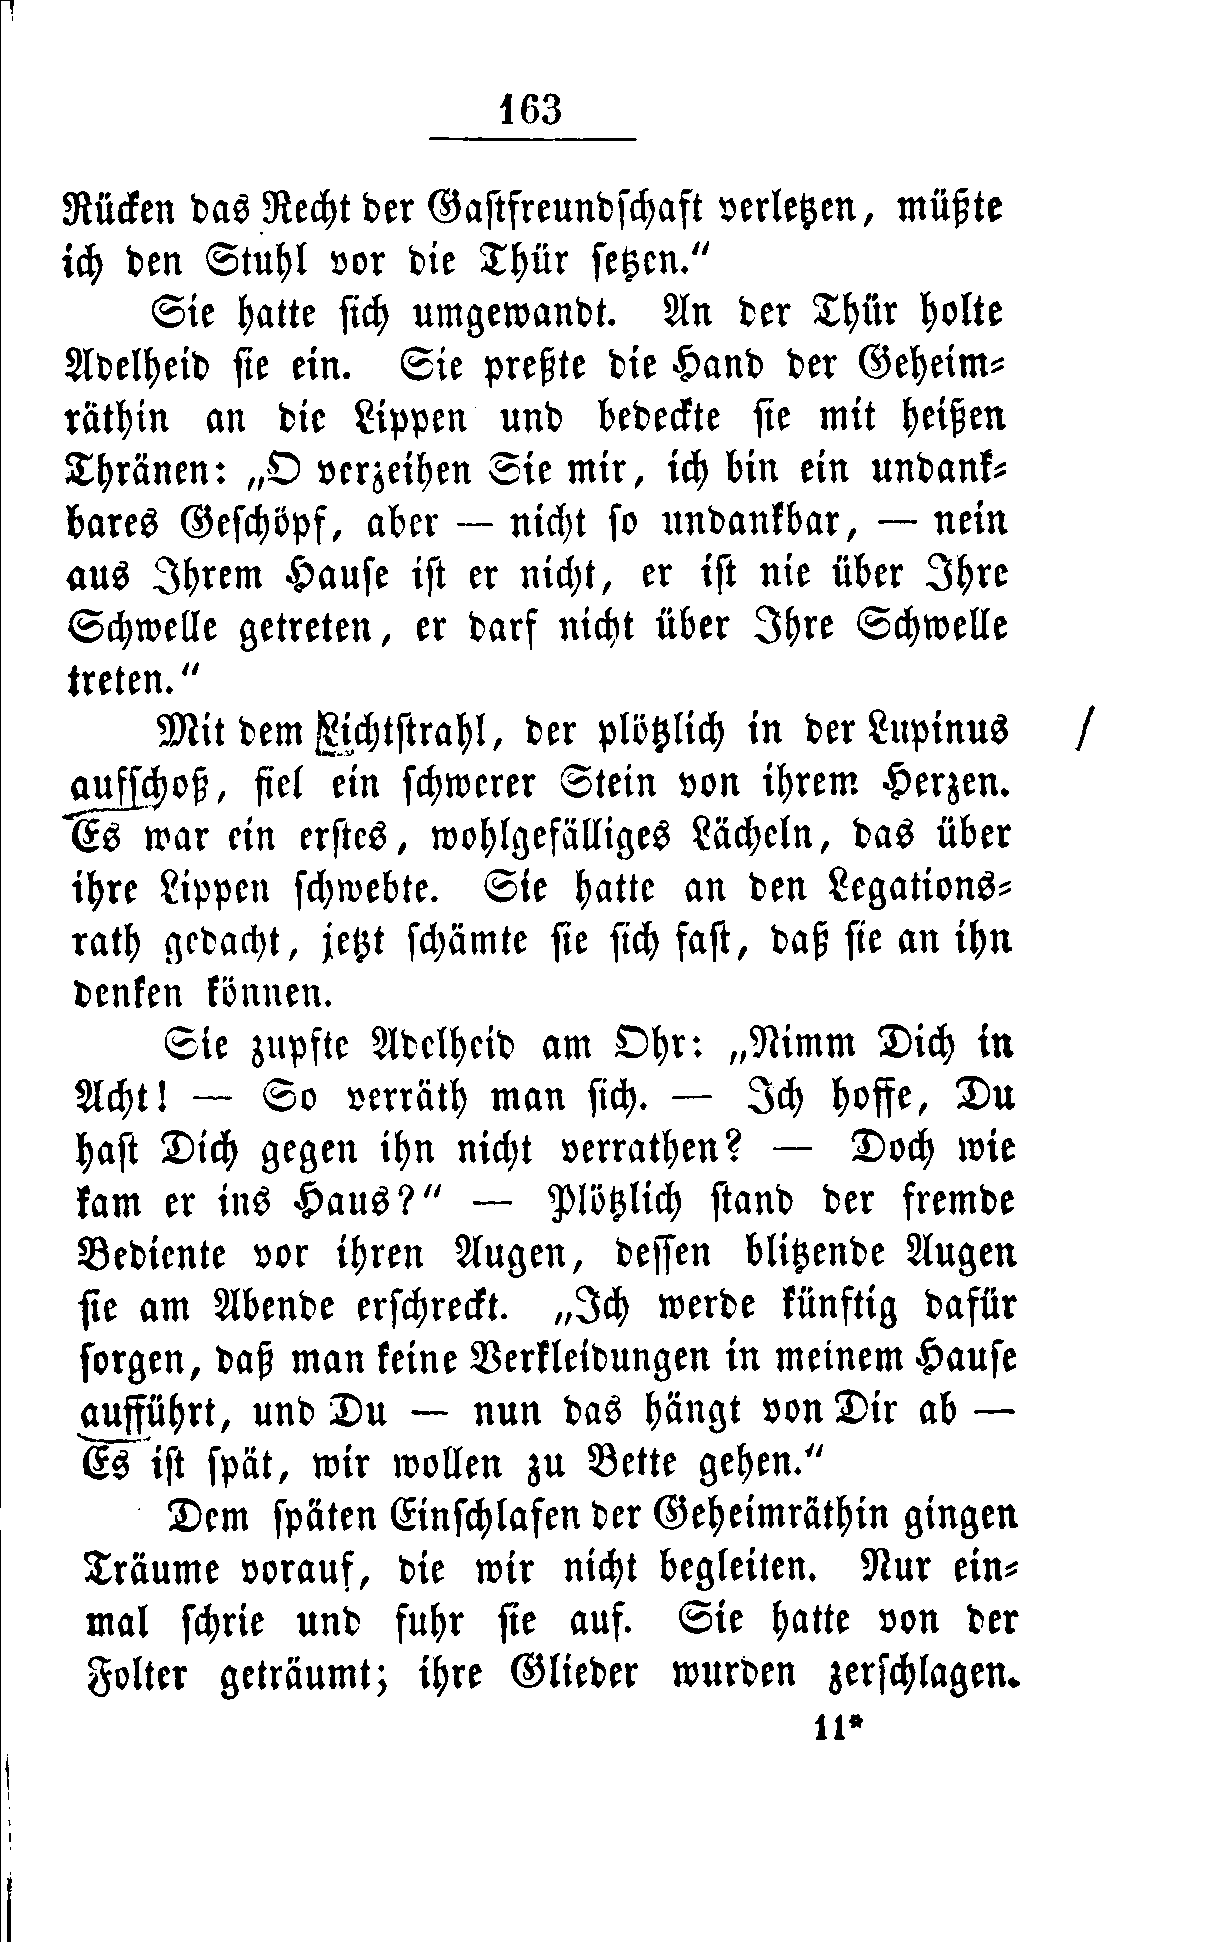 163
Rücken das Recht der Gastfreundschaft verletzen, müßte
ich den Stuhl vor die Thür setzen.“
Sie hatte sich umgewandt. An der Thür holte
Adelheid sie ein. Sie preßte die Hand der Geheim-
räthin an die Lippen und bedeckte sie mit heißen
Thränen: „O verzeihen Sie mir, ich bin ein undank-
bares Geschöpf, aber — nicht so undankbar, — nein
aus Ihrem Hause ist er nicht, er ist nie über Ihre
Schwelle getreten, er darf nicht über Ihre Schwelle
treten.“
Mit dem Lichtstrahl, der plötzlich in der Lupinus
aufschoß, fiel ein schwerer Stein von ihrem Herzen.
Es war ein erstes, wohlgefälliges Lächeln, das über
ihre Lippen schwebte. Sie hatte an den Legations-
rath gedacht, jetzt schämte sie sich fast, daß sie an ihn
denken können.
Sie zupfte Adelheid am Ohr: „Nimm Dich in
Acht! — So verräth man sich. — Ich hoffe, Du
hast Dich gegen ihn nicht verrathen? — Doch wie
kam er ins Haus?“ — Plötzlich stand der fremde
Bediente vor ihren Augen, dessen blitzende Augen
sie am Abende erschreckt. „Ich werde künftig dafür
sorgen, daß man keine Verkleidungen in meinem Hause
aufführt, und Du — nun das hängt von Dir ab —
Es ist spät, wir wollen zu Bette gehen.“
Dem späten Einschlafen der Geheimräthin gingen
Träume vorauf, die wir nicht begleiten. Nur ein-
mal schrie und fuhr sie auf. Sie hatte von der
Folter geträumt; ihre Glieder wurden zerschlagen.
11*